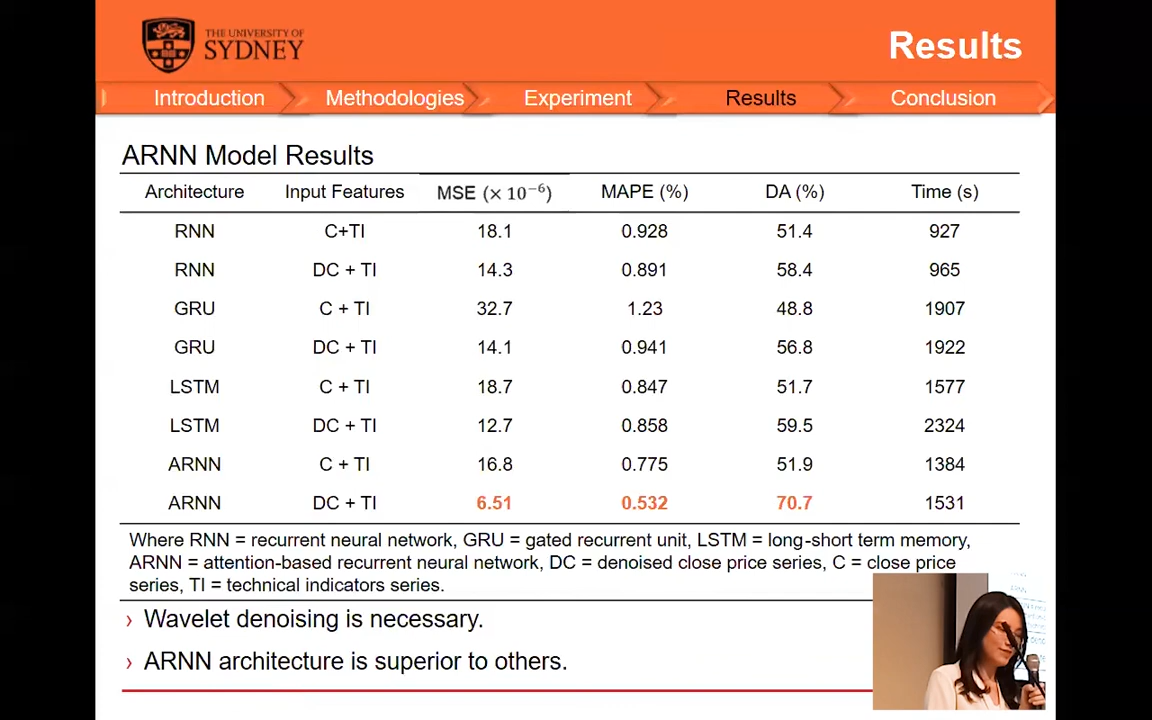 THE UNIVERSITY OF
SYDNEY
Results
Introduction Methodologies Experiment Results Conclusion
ARNN Model Results
Architecture Input Features MSE (× 10⁻⁶) MAPE (%) DA (%) Time (s)
RNN C+TI 18.1 0.928 51.4 927
RNN DC + TI 14.3 0.891 58.4 965
GRU C + TI 32.7 1.23 48.8 1907
GRU DC + TI 14.1 0.941 56.8 1922
LSTM C + TI 18.7 0.847 51.7 1577
LSTM DC + TI 12.7 0.858 59.5 2324
ARNN C + TI 16.8 0.775 51.9 1384
ARNN DC + TI 6.51 0.532 70.7 1531
Where RNN = recurrent neural network, GRU = gated recurrent unit, LSTM = long-short term memory,
ARNN = attention-based recurrent neural network, DC = denoised close price series, C = close price
series, TI = technical indicators series.
› Wavelet denoising is necessary.
› ARNN architecture is superior to others.